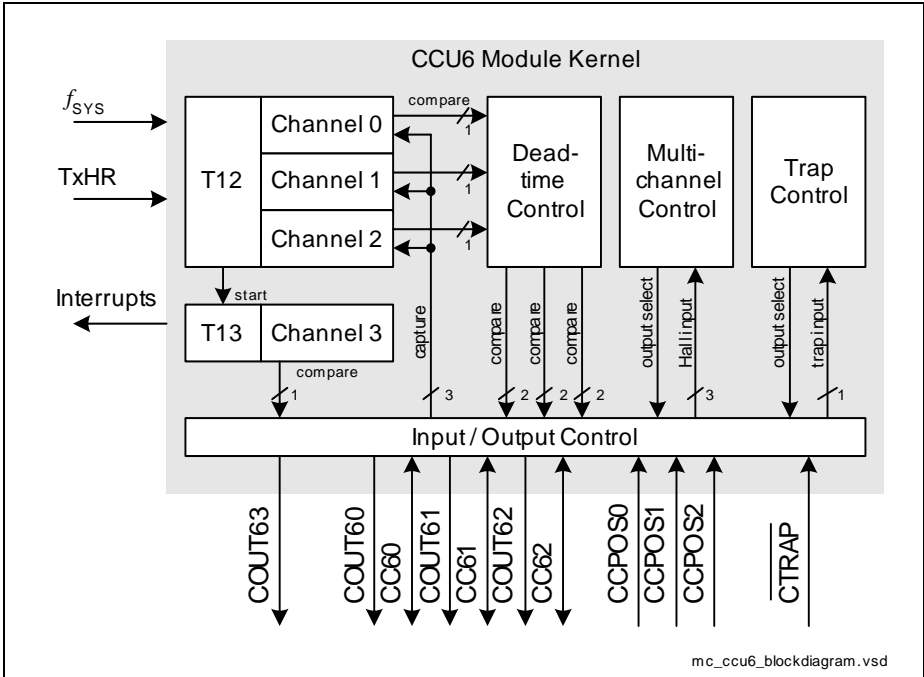 CCU6 Module Kernel
fSYS
TxHR
Interrupts
T12
Channel 0
Channel 1
Channel 2
compare
1
1
1
Dead-
time
Control
Multi-
channel
Control
Trap
Control
start
T13
Channel 3
compare
1
capture
3
compare
2
compare
2
compare
2
output select
Hall input
3
output select
trap input
1
Input / Output Control
COUT63
COUT60
CC60
COUT61
CC61
COUT62
CC62
CCPOS0
CCPOS1
CCPOS2
CTRAP
mc_ccu6_blockdiagram.vsd